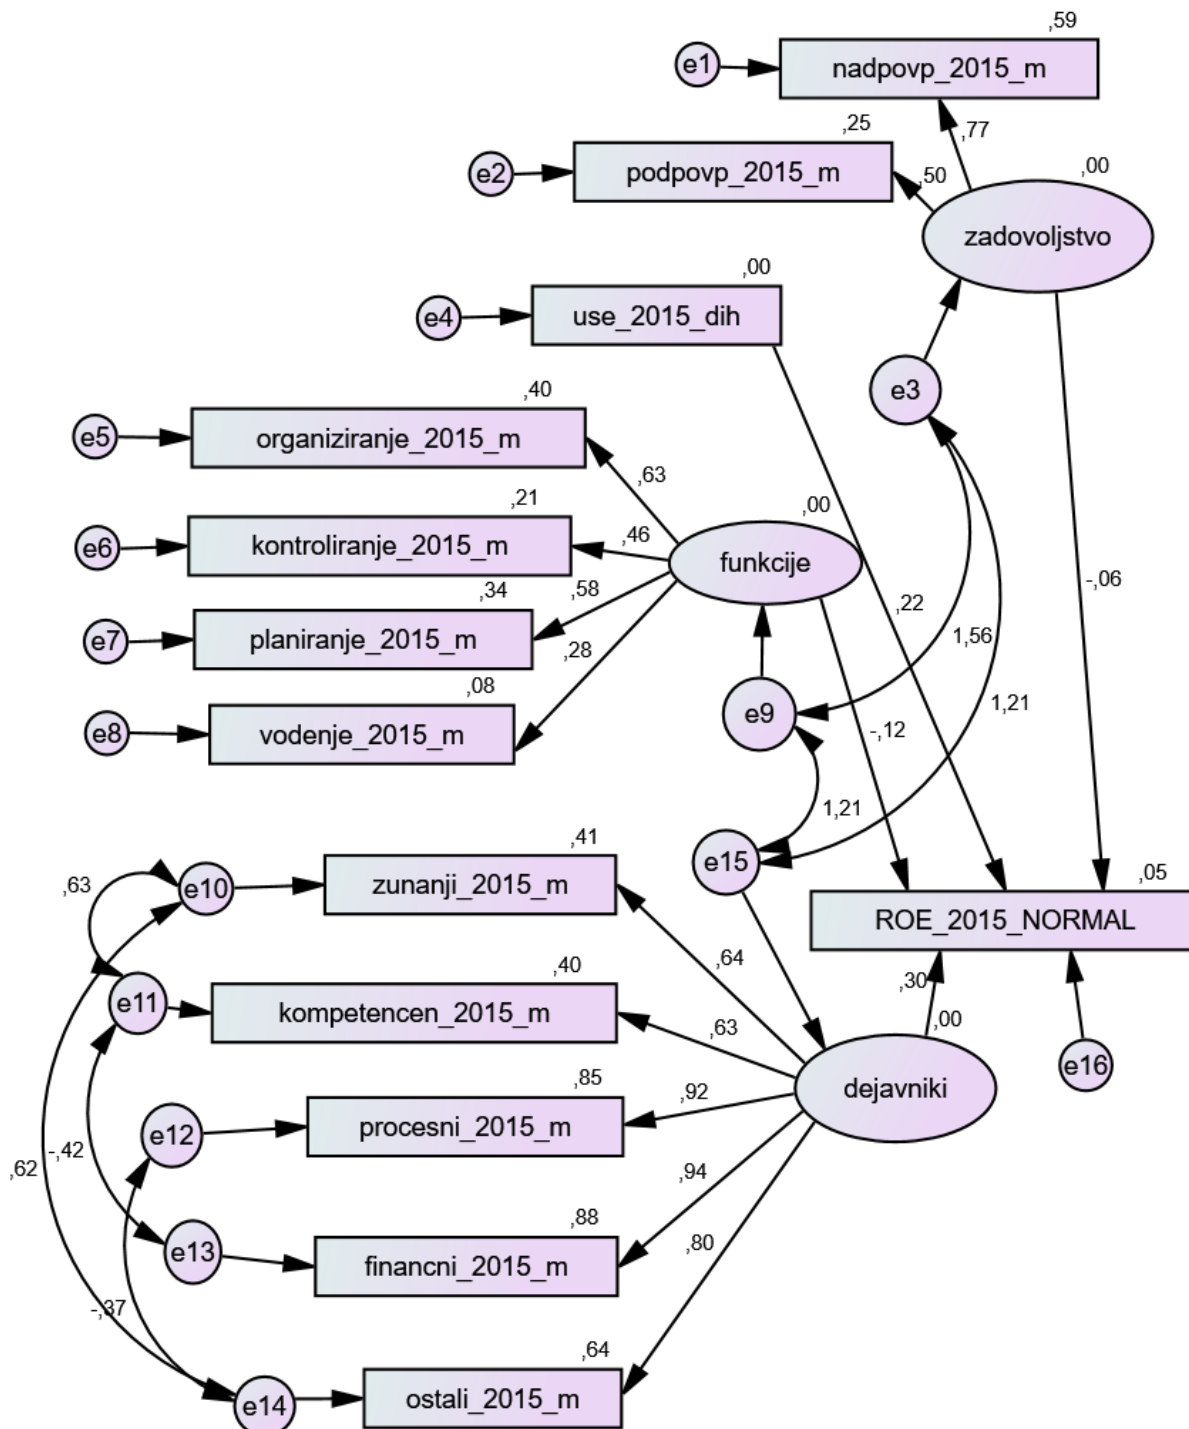 ,59
e1
nadpovp_2015_m
,77
,25
e2
podpovp_2015_m
,50
,00
zadovoljstvo
,00
e4
use_2015_dih
e3
,40
e5
organiziranje_2015_m
,63
,21
e6
kontroliranje_2015_m
,46
,00
funkcije
,34
,58
e7
planiranje_2015_m
,28
,08
e8
vodenje_2015_m
e9
,22
-,06
1,56
1,21
-,12
1,21
e15
,41
,63
e10
zunanji_2015_m
,05
ROE_2015_NORMAL
,64
,40
e11
kompetencen_2015_m
,63
,30
,00
dejavniki
e16
,85
e12
procesni_2015_m
,92
,62
-,42
,94
,88
e13
financni_2015_m
,80
-,37
,64
e14
ostali_2015_m